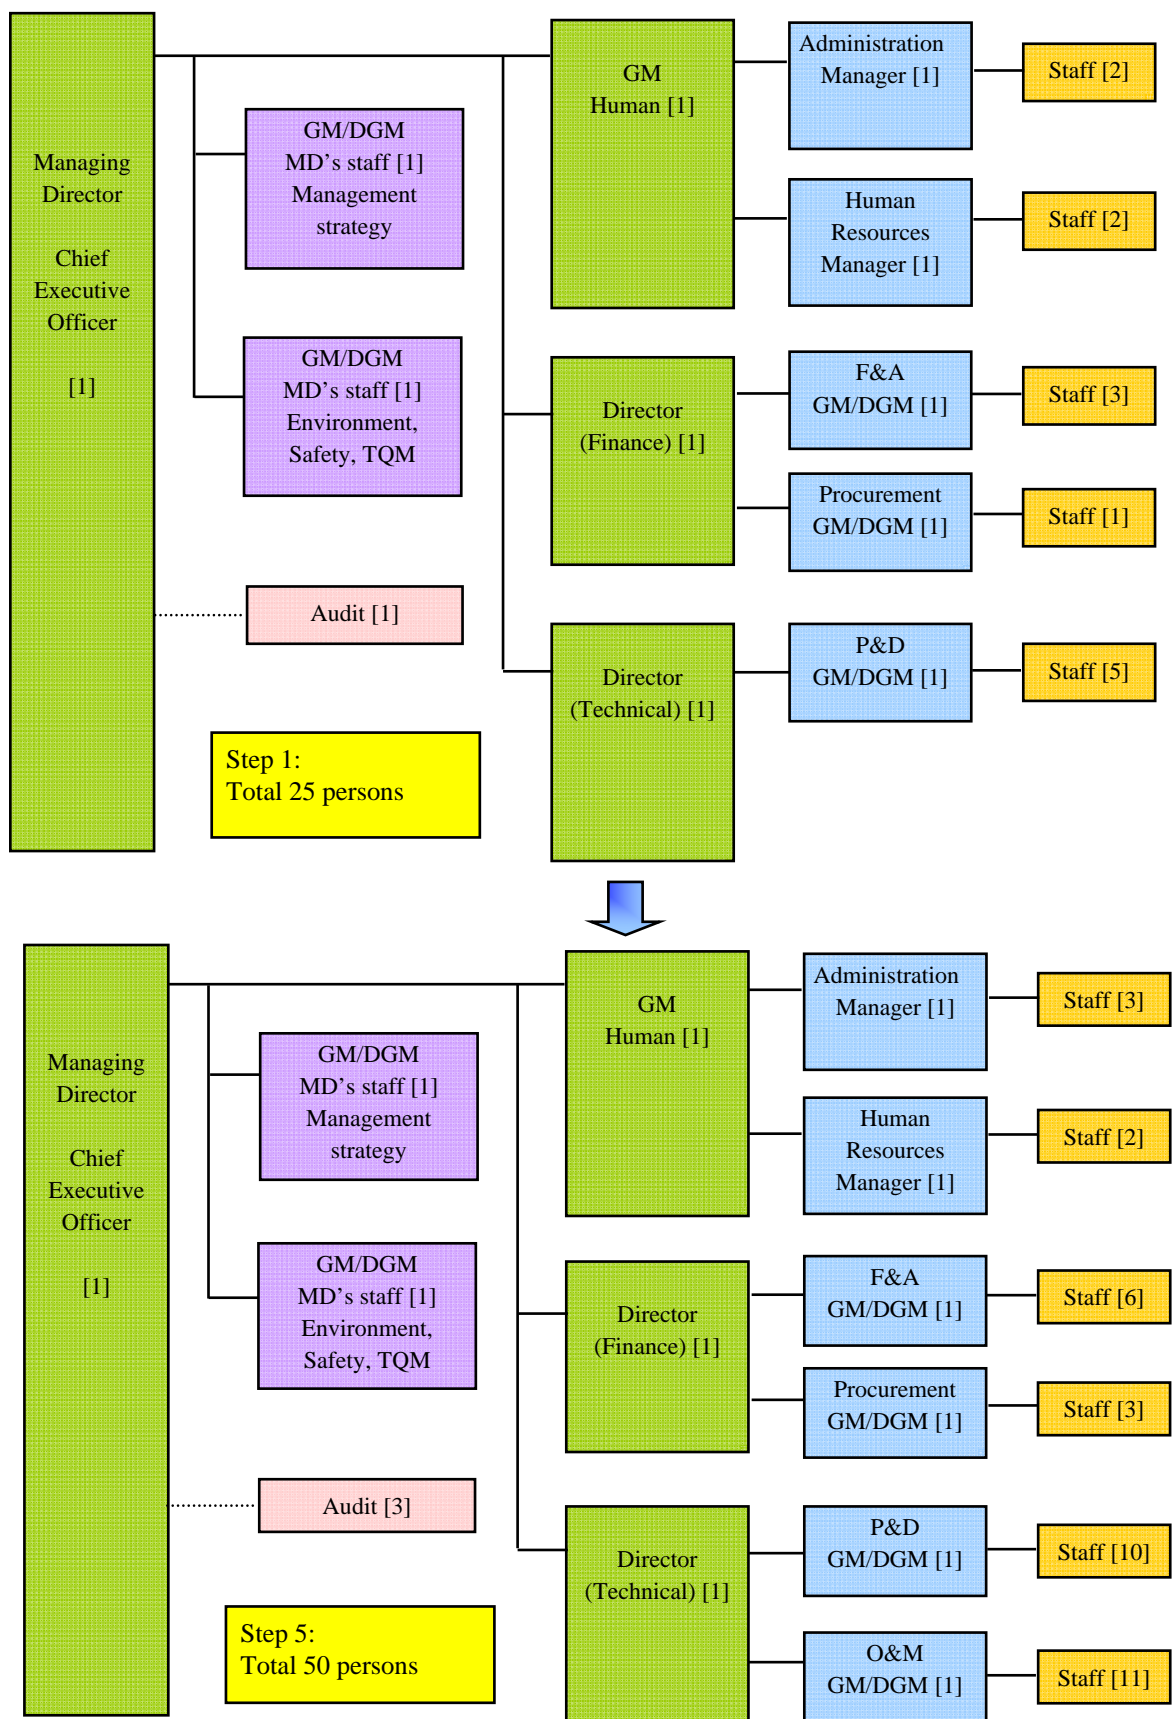 Managing
Director
Chief
Executive
Officer
[1]
GM/DGM
MD’s staff [1]
Management
strategy
GM/DGM
MD’s staff [1]
Environment,
Safety, TQM
Audit [1]
Step 1:
Total 25 persons
GM
Human [1]
Administration
Manager [1]
Staff [2]
Human
Resources
Manager [1]
Staff [2]
Director
(Finance) [1]
F&A
GM/DGM [1]
Staff [3]
Procurement
GM/DGM [1]
Staff [1]
Director
(Technical) [1]
P&D
GM/DGM [1]
Staff [5]
Managing
Director
Chief
Executive
Officer
[1]
GM/DGM
MD’s staff [1]
Management
strategy
GM/DGM
MD’s staff [1]
Environment,
Safety, TQM
Audit [3]
Step 5:
Total 50 persons
GM
Human [1]
Administration
Manager [1]
Staff [3]
Human
Resources
Manager [1]
Staff [2]
Director
(Finance) [1]
F&A
GM/DGM [1]
Staff [6]
Procurement
GM/DGM [1]
Staff [3]
Director
(Technical) [1]
P&D
GM/DGM [1]
Staff [10]
O&M
GM/DGM [1]
Staff [11]